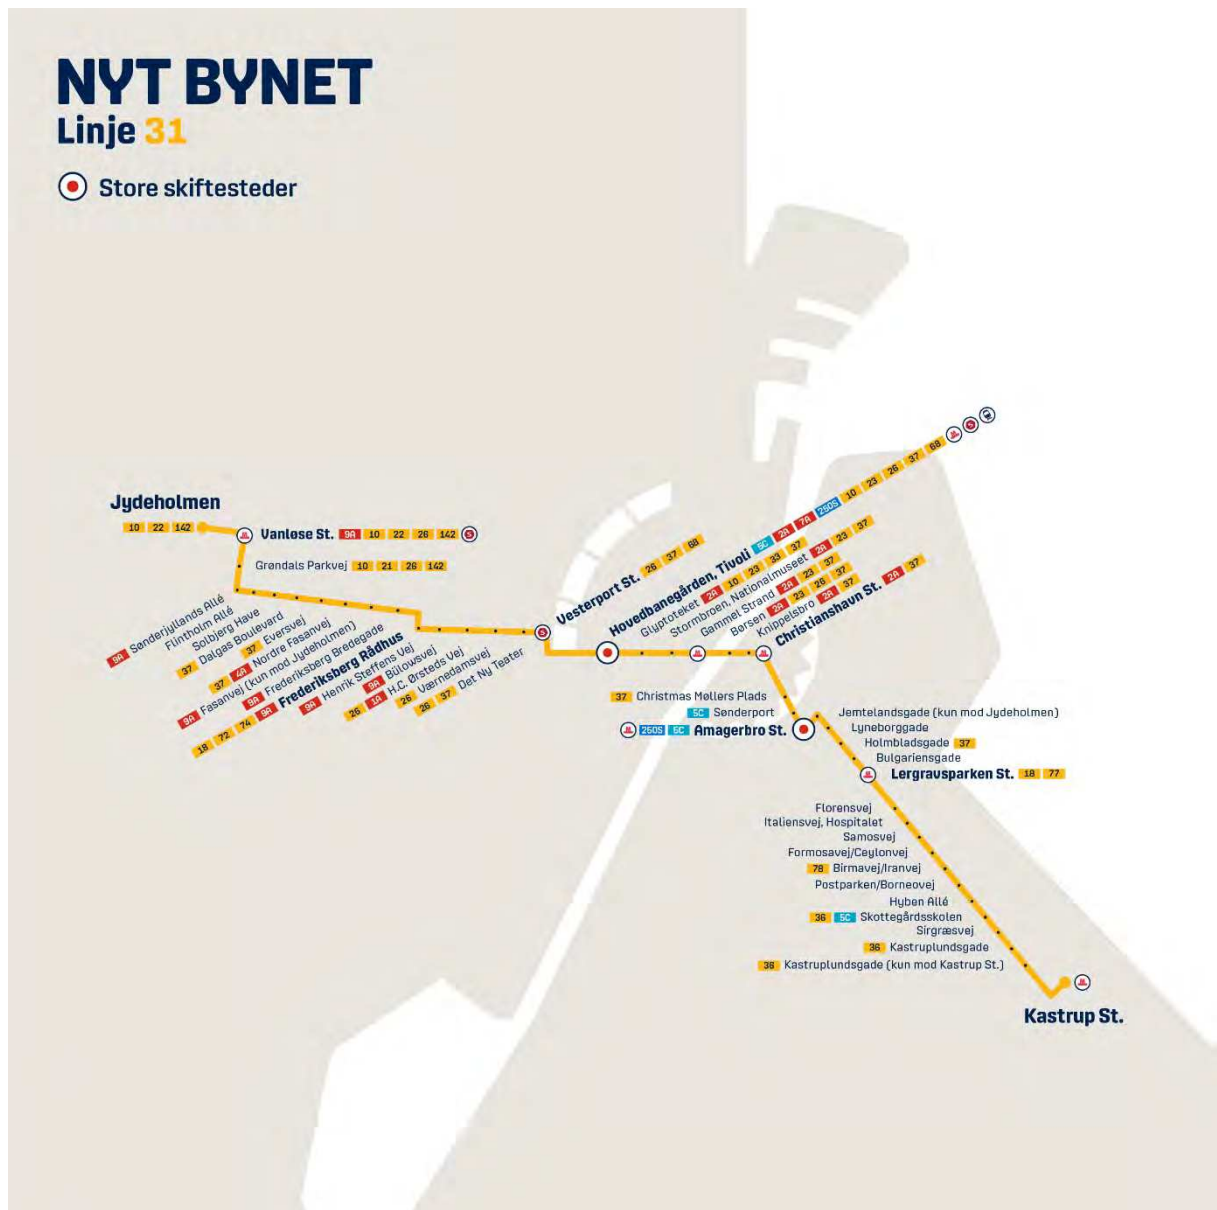 NYT BYNET
Linje 31
Store skiftesteder
Jydeholmen
10 22 142
Vanløse St. 9A 10 22 26 142 S
Grøndals Parkvej 10 21 26 142
9A Sønderjyllands Allé
Flintholm Allé
Solbjerg Have
37 Dalgas Boulevard
37 Eversvej
37 4A Nordre Fasanvej
9A Fasanvej (kun mod Jydeholmen)
9A Frederiksberg Bredegade
18 72 74 9A Frederiksberg Rådhus
9A Henrik Steffens Vej
9A Bülowsvej
26 1A H.C. Ørsteds Vej
26 Værnedamsvej
26 37 Det Ny Teater
Vesterport St. 26 37 68
Hovedbanegården, Tivoli 5C 2A 7A 250S 10 23 26 37 68
Glyptoteket 2A 10 23 33 37
Stormbroen, Nationalmuseet 2A 23 37
Gammel Strand 2A 23 37
Børsen 2A 23 26 37
Knippelsbro 2A 37
Christianshavn St. 2A 37
37 Christmas Møllers Plads
5C Sønderport
250S 5C Amagerbro St.
Jemtelandsgade (kun mod Jydeholmen)
Lyneborggade
Holmbladsgade 37
Bulgariensgade
Lergravsparken St. 18 77
Florensvej
Italiensvej, Hospitalet
Samosvej
Formosavej/Ceylonvej
78 Birmavej/Iranvej
Postparken/Borneovej
Hyben Allé
36 5C Skottegårdsskolen
Sirgræsvej
36 Kastruplundsgade
36 Kastruplundsgade (kun mod Kastrup St.)
Kastrup St.